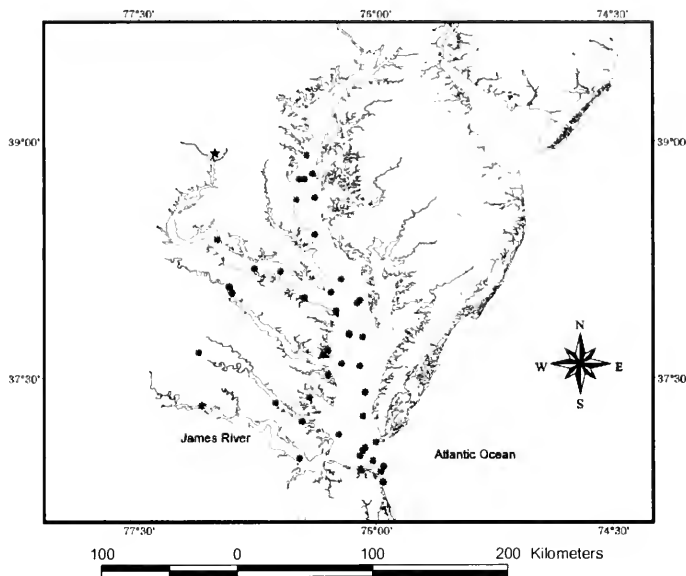 77°30' 76°00' 74°30'
39°00' 39°00'
N
W E
S
37°30' 37°30'
James River
Atlantic Ocean
77°30' 76°00' 74°30'
100 0 100 200 Kilometers